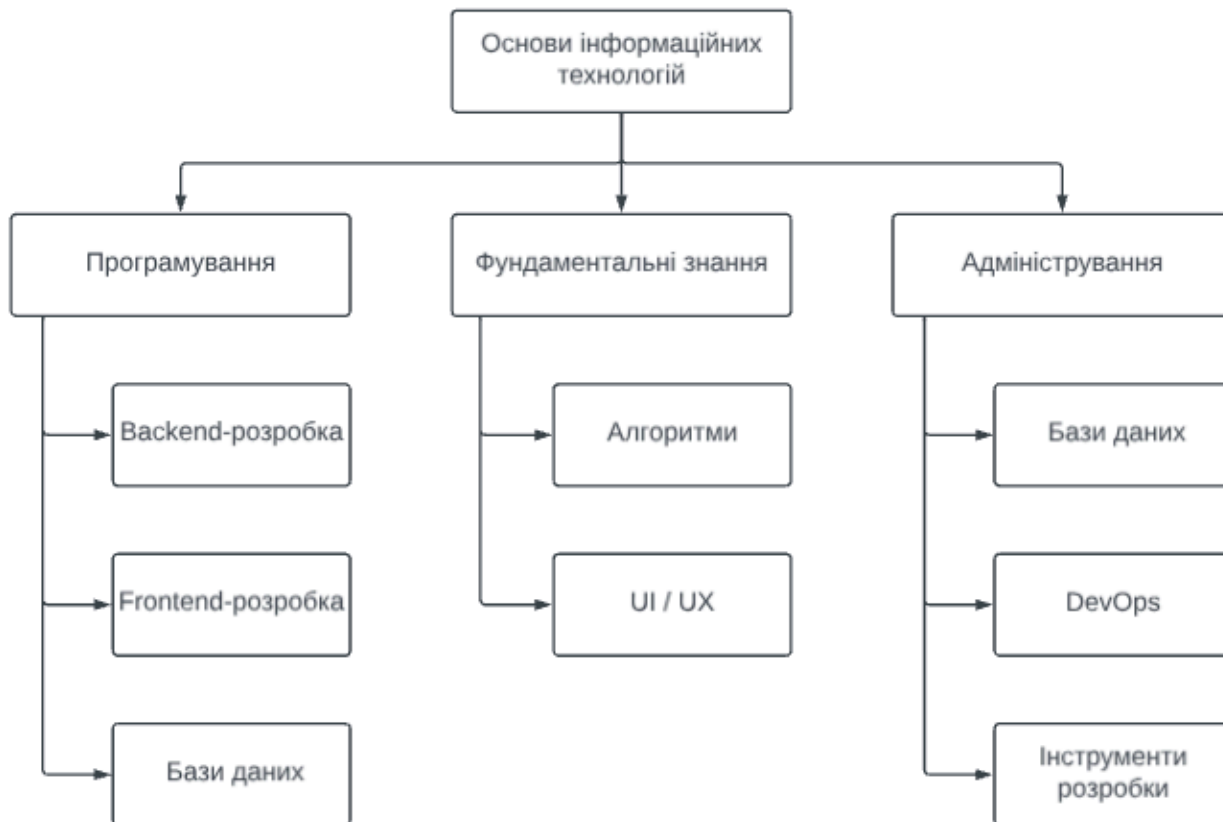 Основи інформаційних
технологій
Програмування
Фундаментальні знання
Адміністрування
Backend-розробка
Алгоритми
Бази даних
Frontend-розробка
UI / UX
DevOps
Бази даних
Інструменти
розробки